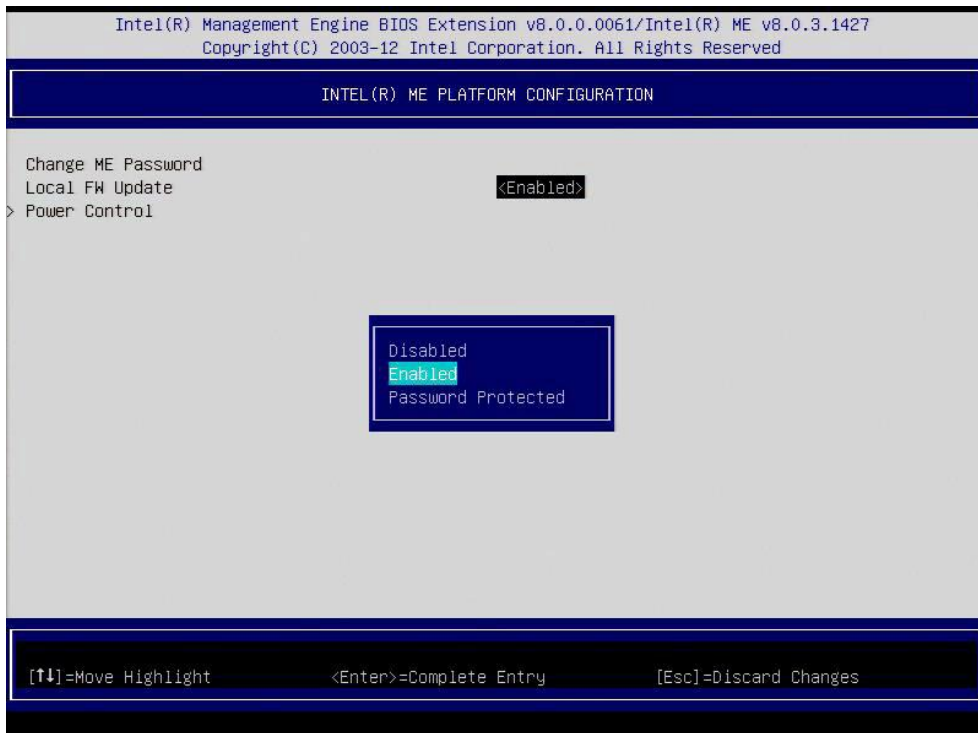 Intel(R) Management Engine BIOS Extension v8.0.0.0061/Intel(R) ME v8.0.3.1427
Copyright(C) 2003-12 Intel Corporation. All Rights Reserved
INTEL(R) ME PLATFORM CONFIGURATION
Change ME Password
Local FW Update <Enabled>
> Power Control
Disabled
Enabled
Password Protected
[↑↓]=Move Highlight <Enter>=Complete Entry [Esc]=Discard Changes